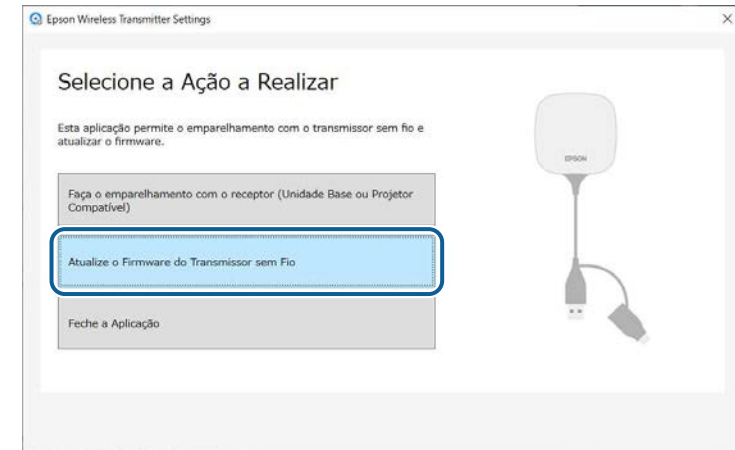 Epson Wireless Transmitter Settings
Selecione a Ação a Realizar
Esta aplicação permite o emparelhamento com o transmissor sem fio e
atualizar o firmware.
EPSON
Faça o emparelhamento com o receptor (Unidade Base ou Projetor
Compatível)
Atualize o Firmware do Transmissor sem Fio
Feche a Aplicação